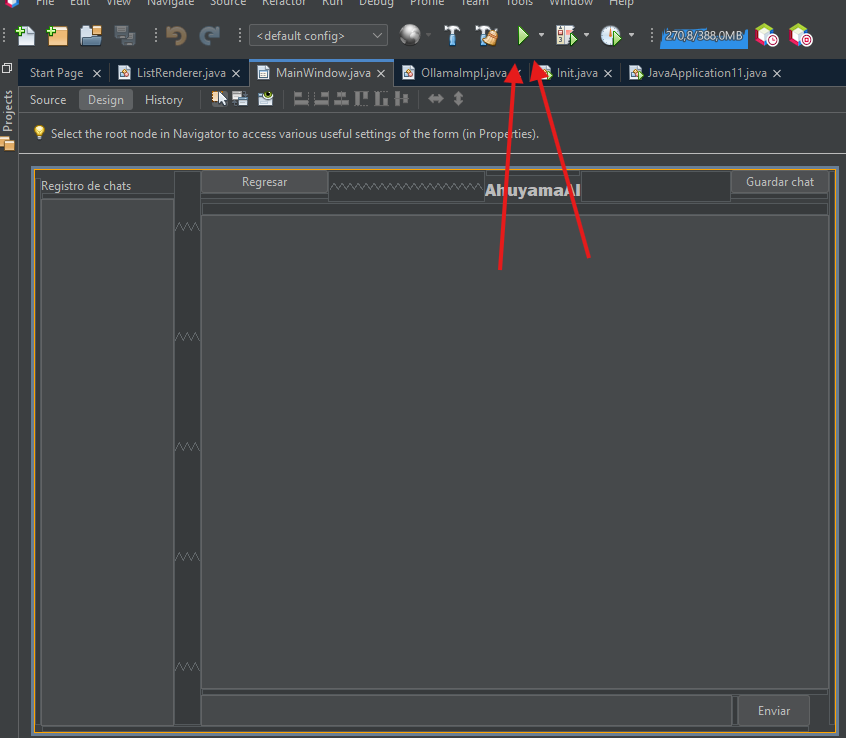 File Edit View Navigate Source Refactor Run Debug Profile Team Tools Window Help
<default config> 270,8/388,0MB
Start Page ListRenderer.java MainWindow.java OllamaImpl.java Init.java JavaApplication11.java
Source Design History
Projects
Select the root node in Navigator to access various useful settings of the form (in Properties).
Registro de chats Regresar AhuyamaAI Guardar chat
Enviar